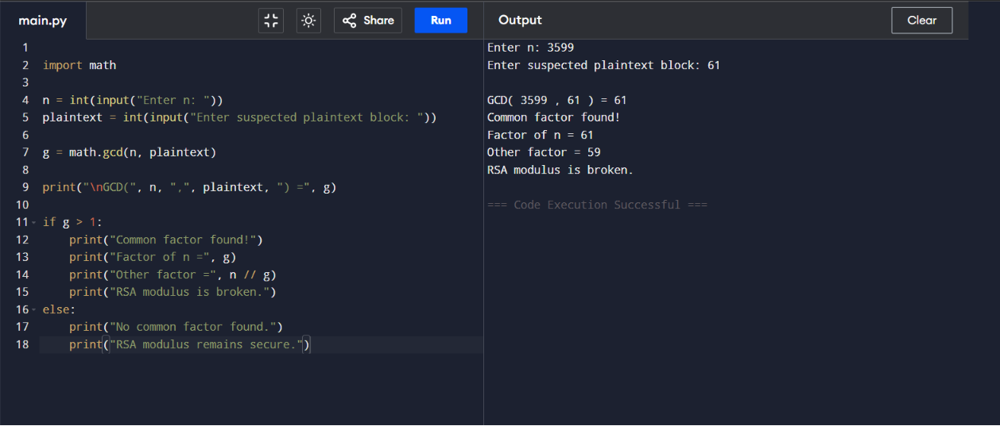 main.py
Share
Run
Output
Clear
1
2 import math
3
4 n = int(input("Enter n: "))
5 plaintext = int(input("Enter suspected plaintext block: "))
6
7 g = math.gcd(n, plaintext)
8
9 print("\nGCD(", n, ",", plaintext, ") =", g)
10
11 if g > 1:
12     print("Common factor found!")
13     print("Factor of n =", g)
14     print("Other factor =", n // g)
15     print("RSA modulus is broken.")
16 else:
17     print("No common factor found.")
18     print("RSA modulus remains secure.")
Enter n: 3599
Enter suspected plaintext block: 61
GCD( 3599 , 61 ) = 61
Common factor found!
Factor of n = 61
Other factor = 59
RSA modulus is broken.
=== Code Execution Successful ===